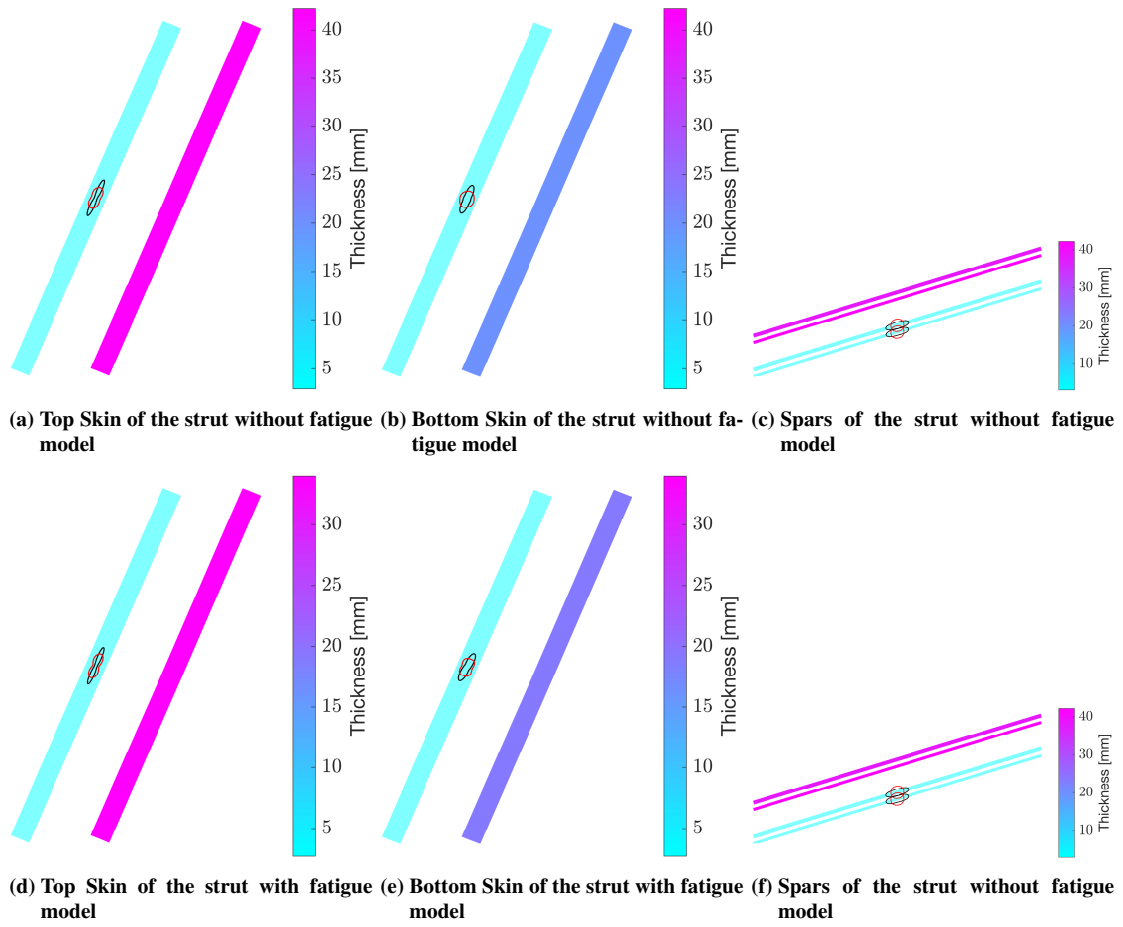 40
35
30
25
20
15
10
5
Thickness [mm]
40
35
30
25
20
15
10
5
Thickness [mm]
40
30
20
10
Thickness [mm]
(a) Top Skin of the strut without fatigue
model
(b) Bottom Skin of the strut without fa-
tigue model
(c) Spars of the strut without fatigue
model
30
25
20
15
10
5
Thickness [mm]
30
25
20
15
10
5
Thickness [mm]
40
30
20
10
Thickness [mm]
(d) Top Skin of the strut with fatigue
model
(e) Bottom Skin of the strut with fatigue
model
(f) Spars of the strut without fatigue
model